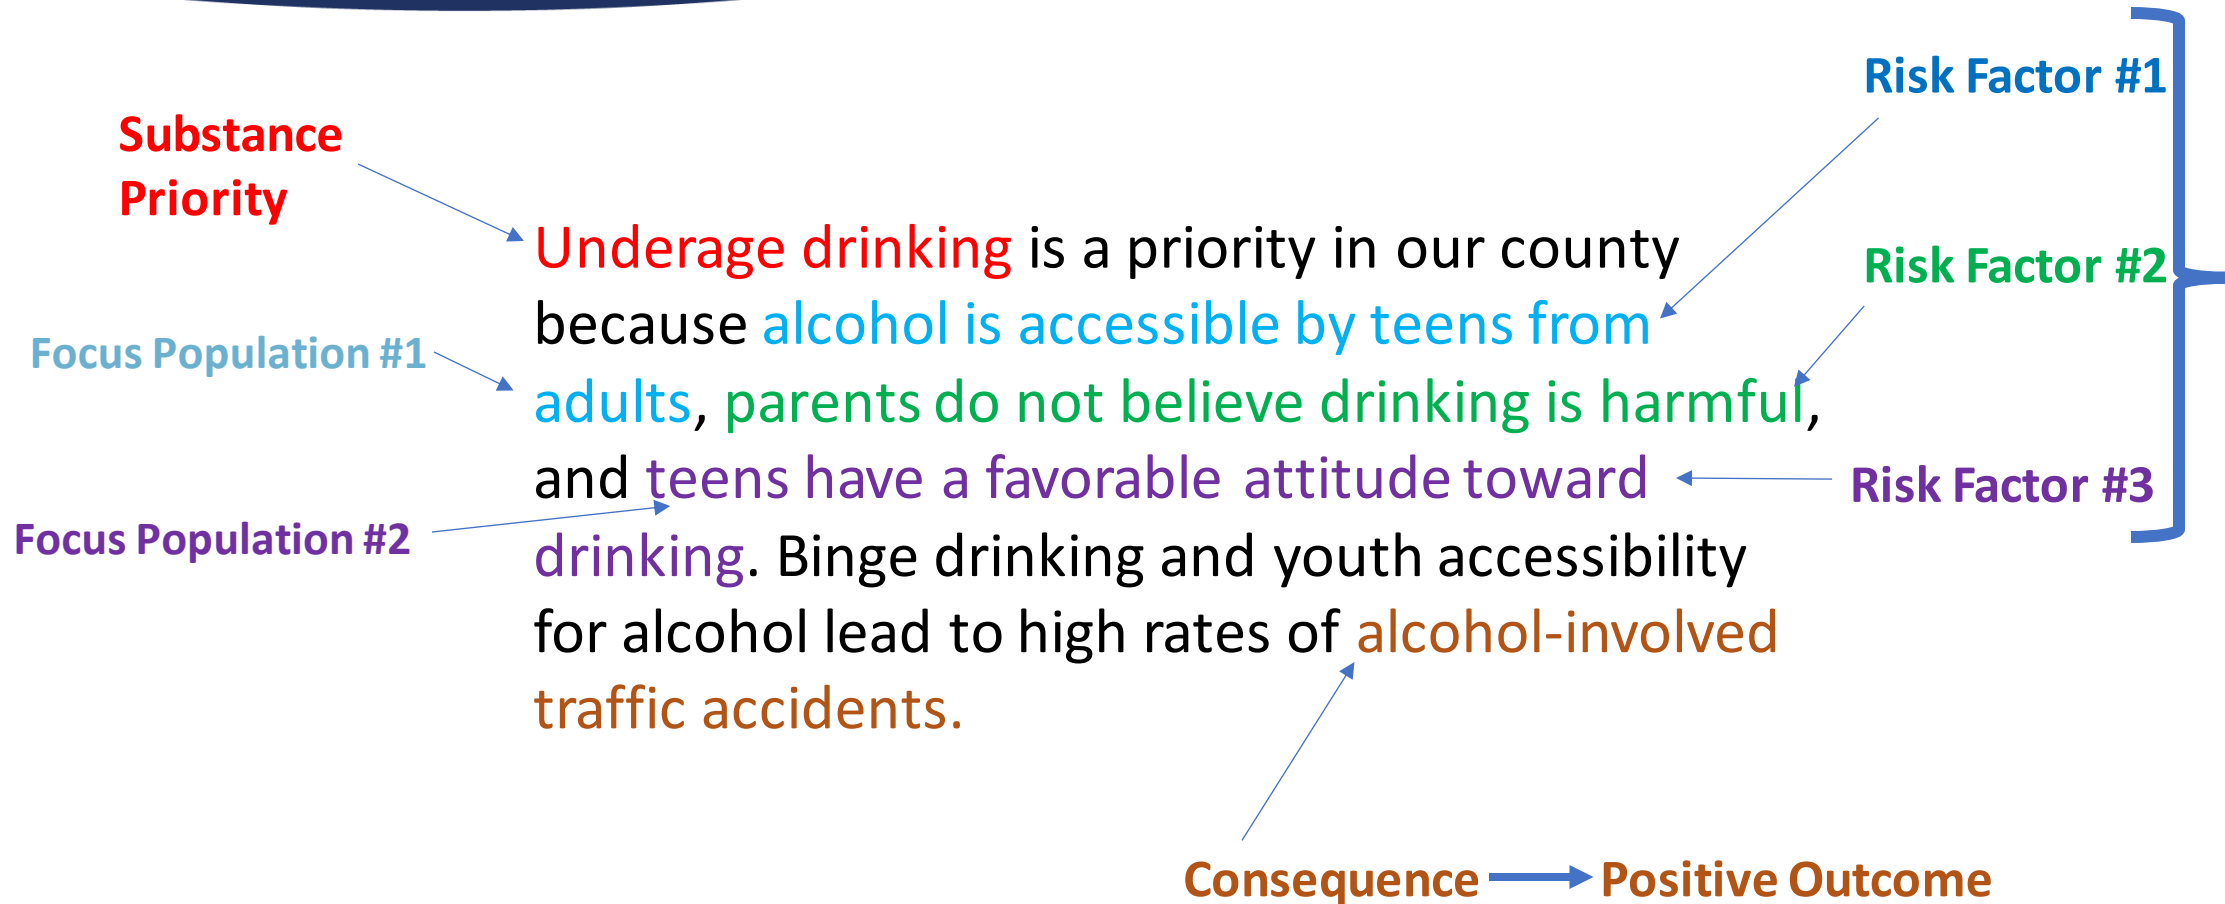 Risk Factor #1
Substance
Priority
Underage drinking is a priority in our county
Risk Factor #2
because alcohol is accessible by teens from
Focus Population #1
adults, parents do not believe drinking is harmful,
and teens have a favorable attitude toward
Risk Factor #3
Focus Population #2
drinking. Binge drinking and youth accessibility
for alcohol lead to high rates of alcohol-involved
traffic accidents.
Consequence
Positive Outcome